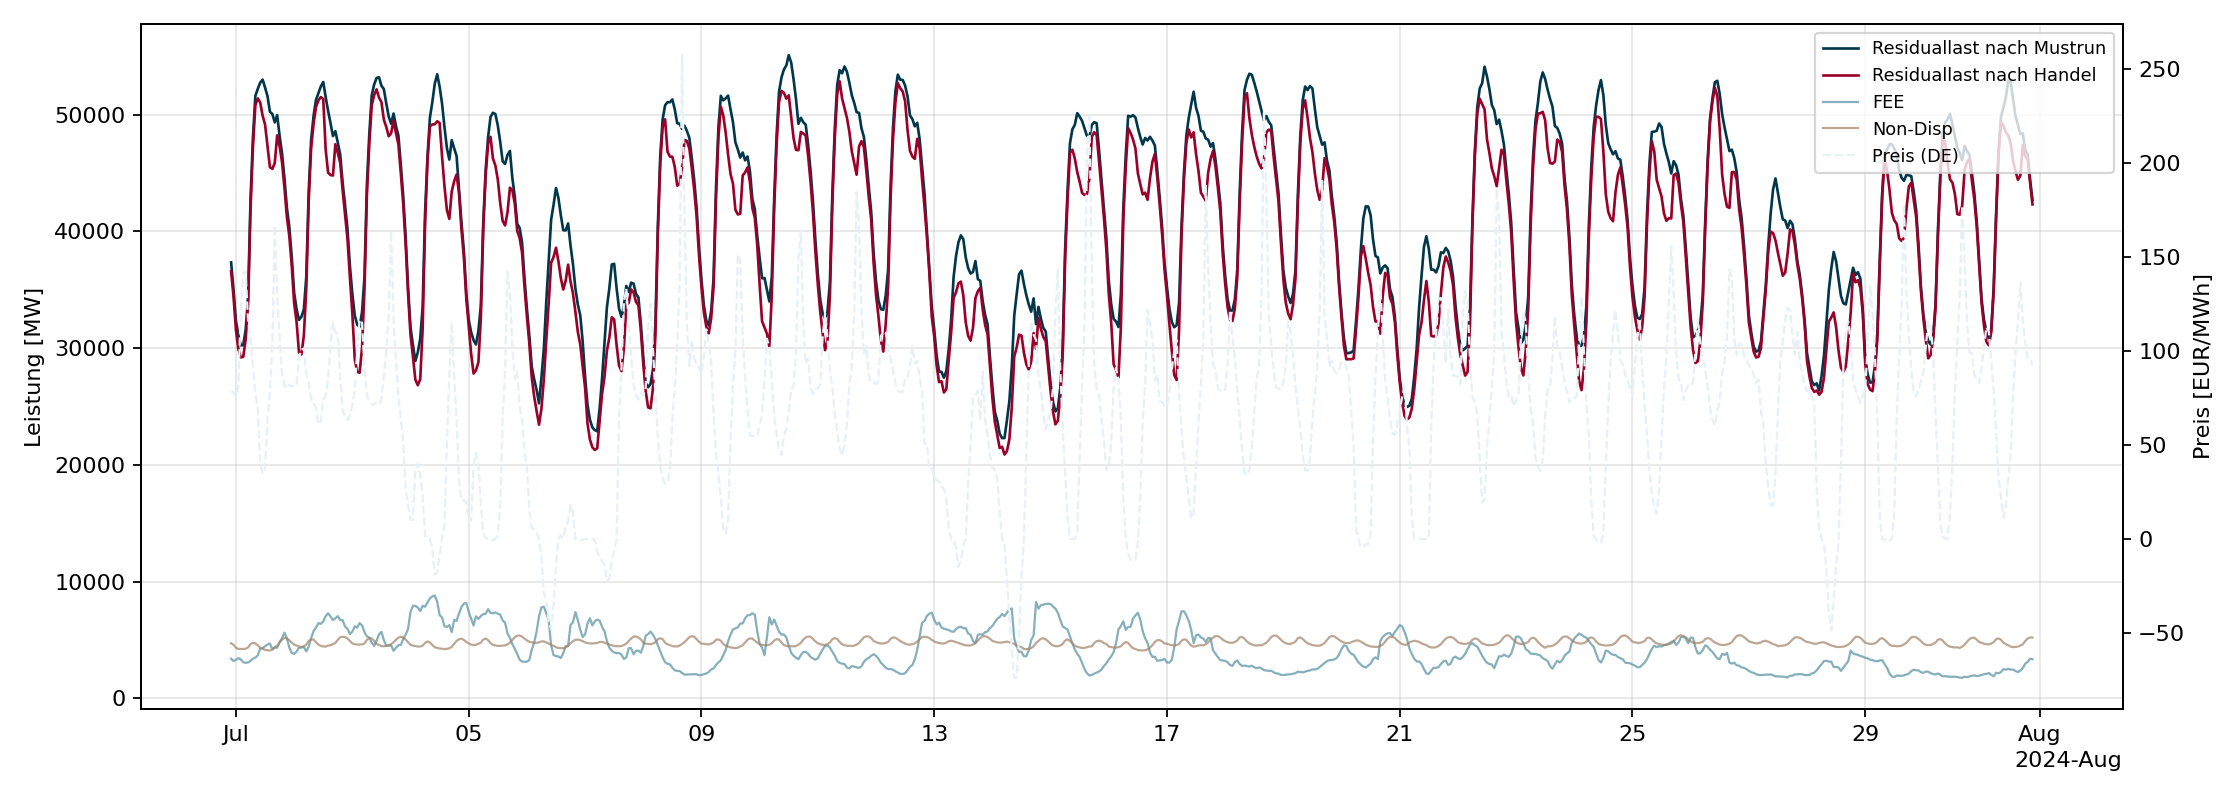 Residuallast nach Mustrun
Residuallast nach Handel
FEE
Non-Disp
Preis (DE)
Leistung [MW]
50000
40000
30000
20000
10000
0
250
200
150
100
50
0
−50
Preis [EUR/MWh]
Jul
05
09
13
17
21
25
29
Aug
2024-Aug